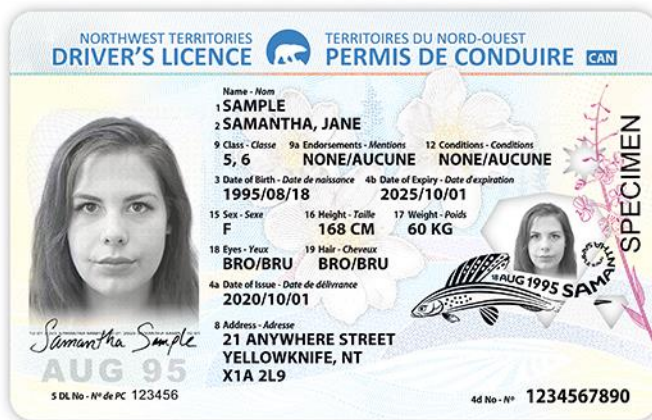 NORTHWEST TERRITORIES TERRITOIRES DU NORD-OUEST
DRIVER'S LICENCE PERMIS DE CONDUIRE CAN
Name - Nom
1 SAMPLE
2 SAMANTHA, JANE
9 Class - Classe 9a Endorsements - Mentions 12 Conditions - Conditions
5, 6 NONE/AUCUNE NONE/AUCUNE
3 Date of Birth - Date de naissance 4b Date of Expiry - Date d'expiration
1995/08/18 2025/10/01
15 Sex - Sexe 16 Height - Taille 17 Weight - Poids
F 168 CM 60 KG
18 Eyes - Yeux 19 Hair - Cheveux
BRO/BRU BRO/BRU
4a Date of Issue - Date de délivrance
2020/10/01
8 Address - Adresse
21 ANYWHERE STREET
YELLOWKNIFE, NT
X1A 2L9
Samantha Sample
AUG 95
5 DL No - Nº de PC 123456
4d No - Nº 1234567890
SPECIMEN
18 AUG 1995